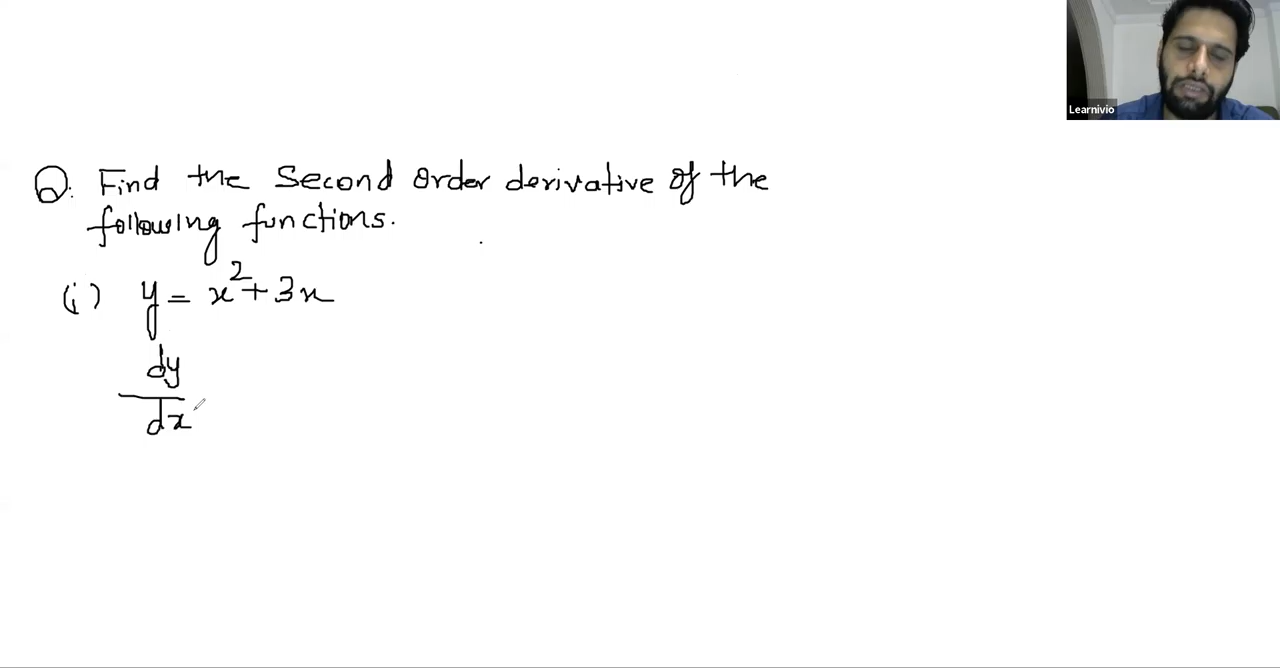 Learnivio
Q. Find the second order derivative of the
following functions.
(i) y = x² + 3x
dy
dx